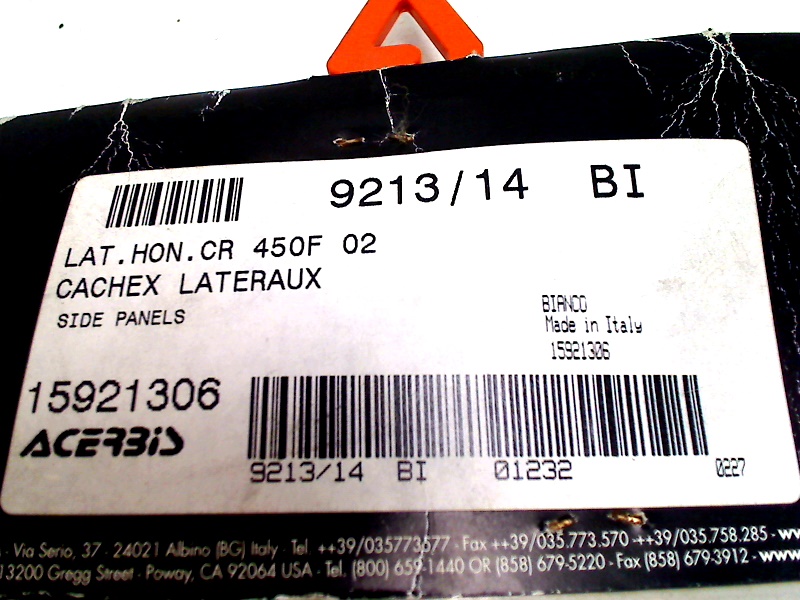 9213/14 BI
LAT.HON.CR 450F 02
CACHEX LATERAUX
SIDE PANELS
BIANCO
Made in Italy
15921306
15921306
ACERBIS
9213/14 BI 01232 0227
Via Serio, 37 - 24021 Albino (BG) Italy - Tel. ++39/035773577 - Fax ++39/035.773.570 -++39/035.758.285 - www
13200 Gregg Street - Poway, CA 92064 USA - Tel. (800) 659-1440 OR (858) 679-5220 - Fax (858) 679-3912 - www.